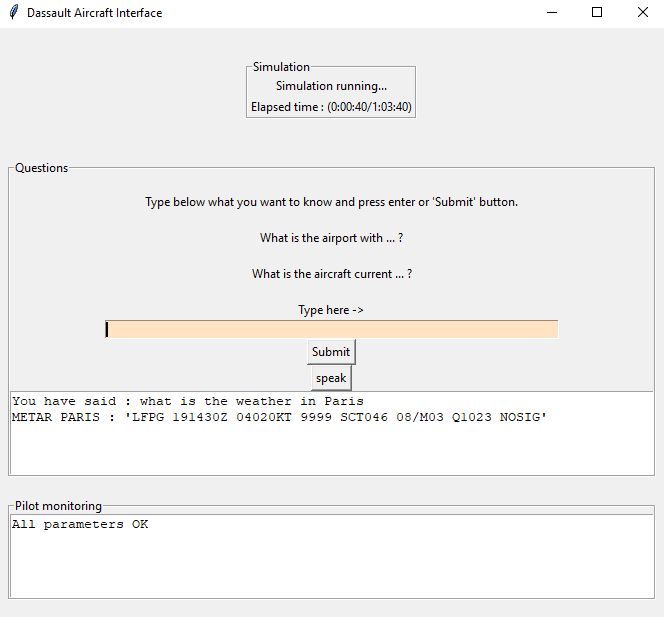 Dassault Aircraft Interface
Simulation
Simulation running...
Elapsed time : (0:00:40/1:03:40)
Questions
Type below what you want to know and press enter or 'Submit' button.
What is the airport with ... ?
What is the aircraft current ... ?
Type here ->
Submit
speak
You have said : what is the weather in Paris
METAR PARIS : 'LFPG 191430Z 04020KT 9999 SCT046 08/M03 Q1023 NOSIG'
Pilot monitoring
All parameters OK